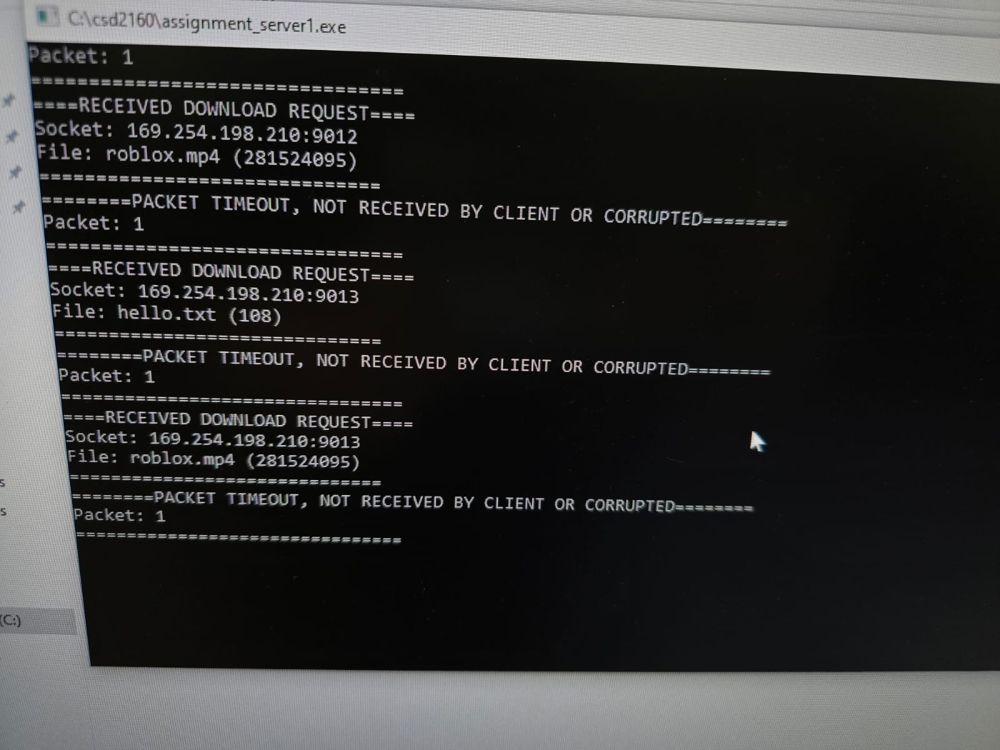 C:\csd2160\assignment_server1.exe
Packet: 1
================================
====RECEIVED DOWNLOAD REQUEST====
Socket: 169.254.198.210:9012
File: roblox.mp4 (281524095)
==============================
========PACKET TIMEOUT, NOT RECEIVED BY CLIENT OR CORRUPTED========
Packet: 1
================================
====RECEIVED DOWNLOAD REQUEST====
Socket: 169.254.198.210:9013
File: hello.txt (108)
==============================
========PACKET TIMEOUT, NOT RECEIVED BY CLIENT OR CORRUPTED========
Packet: 1
================================
====RECEIVED DOWNLOAD REQUEST====
Socket: 169.254.198.210:9013
File: roblox.mp4 (281524095)
==============================
========PACKET TIMEOUT, NOT RECEIVED BY CLIENT OR CORRUPTED========
Packet: 1
================================
s
s
(C:)